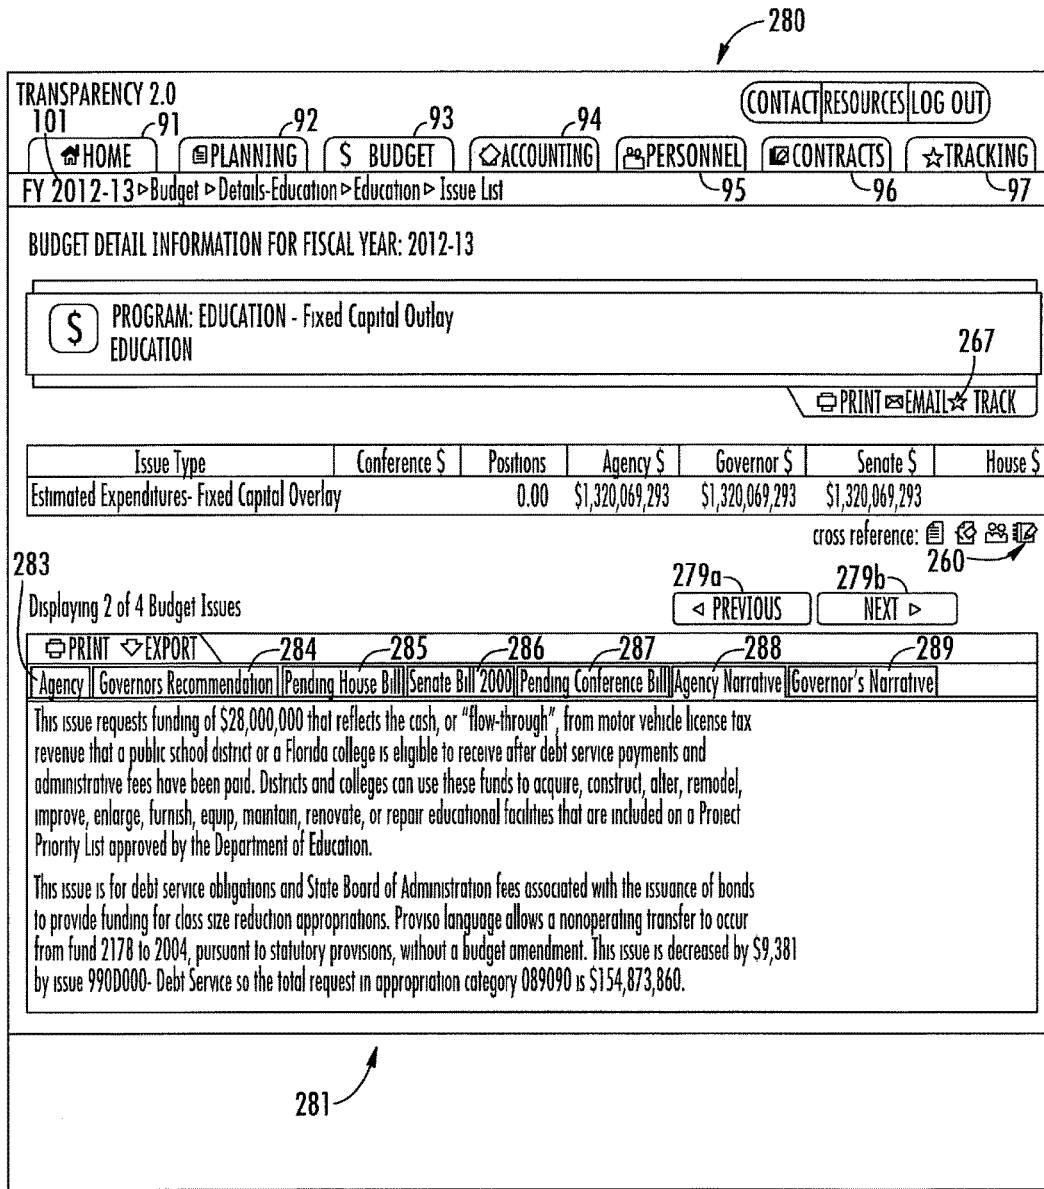 280
TRANSPARENCY 2.0
CONTACT RESOURCES LOG OUT
101 91 92 93 94
HOME PLANNING $ BUDGET ACCOUNTING PERSONNEL CONTRACTS TRACKING
FY 2012-13 ▹ Budget ▹ Details-Education ▹ Education ▹ Issue List 95 96 97
BUDGET DETAIL INFORMATION FOR FISCAL YEAR: 2012-13
$ PROGRAM: EDUCATION - Fixed Capital Outlay
EDUCATION
267
PRINT EMAIL TRACK
Issue Type Conference $ Positions Agency $ Governor $ Senate $ House $
Estimated Expenditures- Fixed Capital Overlay 0.00 $1,320,069,293 $1,320,069,293 $1,320,069,293
cross reference:
260
283 279a 279b
Displaying 2 of 4 Budget Issues ◃ PREVIOUS NEXT ▹
PRINT EXPORT 284 285 286 287 288 289
Agency Governors Recommendation Pending House Bill Senate Bill 2000 Pending Conference Bill Agency Narrative Governor's Narrative
This issue requests funding of $28,000,000 that reflects the cash, or "flow-through", from motor vehicle license tax
revenue that a public school district or a Florida college is eligible to receive after debt service payments and
administrative fees have been paid. Districts and colleges can use these funds to acquire, construct, alter, remodel,
improve, enlarge, furnish, equip, maintain, renovate, or repair educational facilities that are included on a Project
Priority List approved by the Department of Education.
This issue is for debt service obligations and State Board of Administration fees associated with the issuance of bonds
to provide funding for class size reduction appropriations. Proviso language allows a nonoperating transfer to occur
from fund 2178 to 2004, pursuant to statutory provisions, without a budget amendment. This issue is decreased by $9,381
by issue 990D000- Debt Service so the total request in appropriation category 089090 is $154,873,860.
281